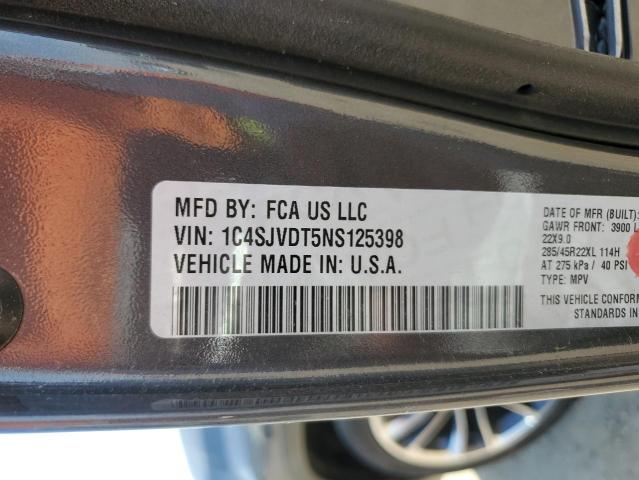 MFD BY: FCA US LLC
VIN: 1C4SJVDT5NS125398
VEHICLE MADE IN: U.S.A.
DATE OF MFR (BUILT):
GAWR FRONT: 3900 L
22X9.0
285/45R22XL 114H
AT 275 kPa / 40 PSI
TYPE: MPV
THIS VEHICLE CONFORM
STANDARDS IN